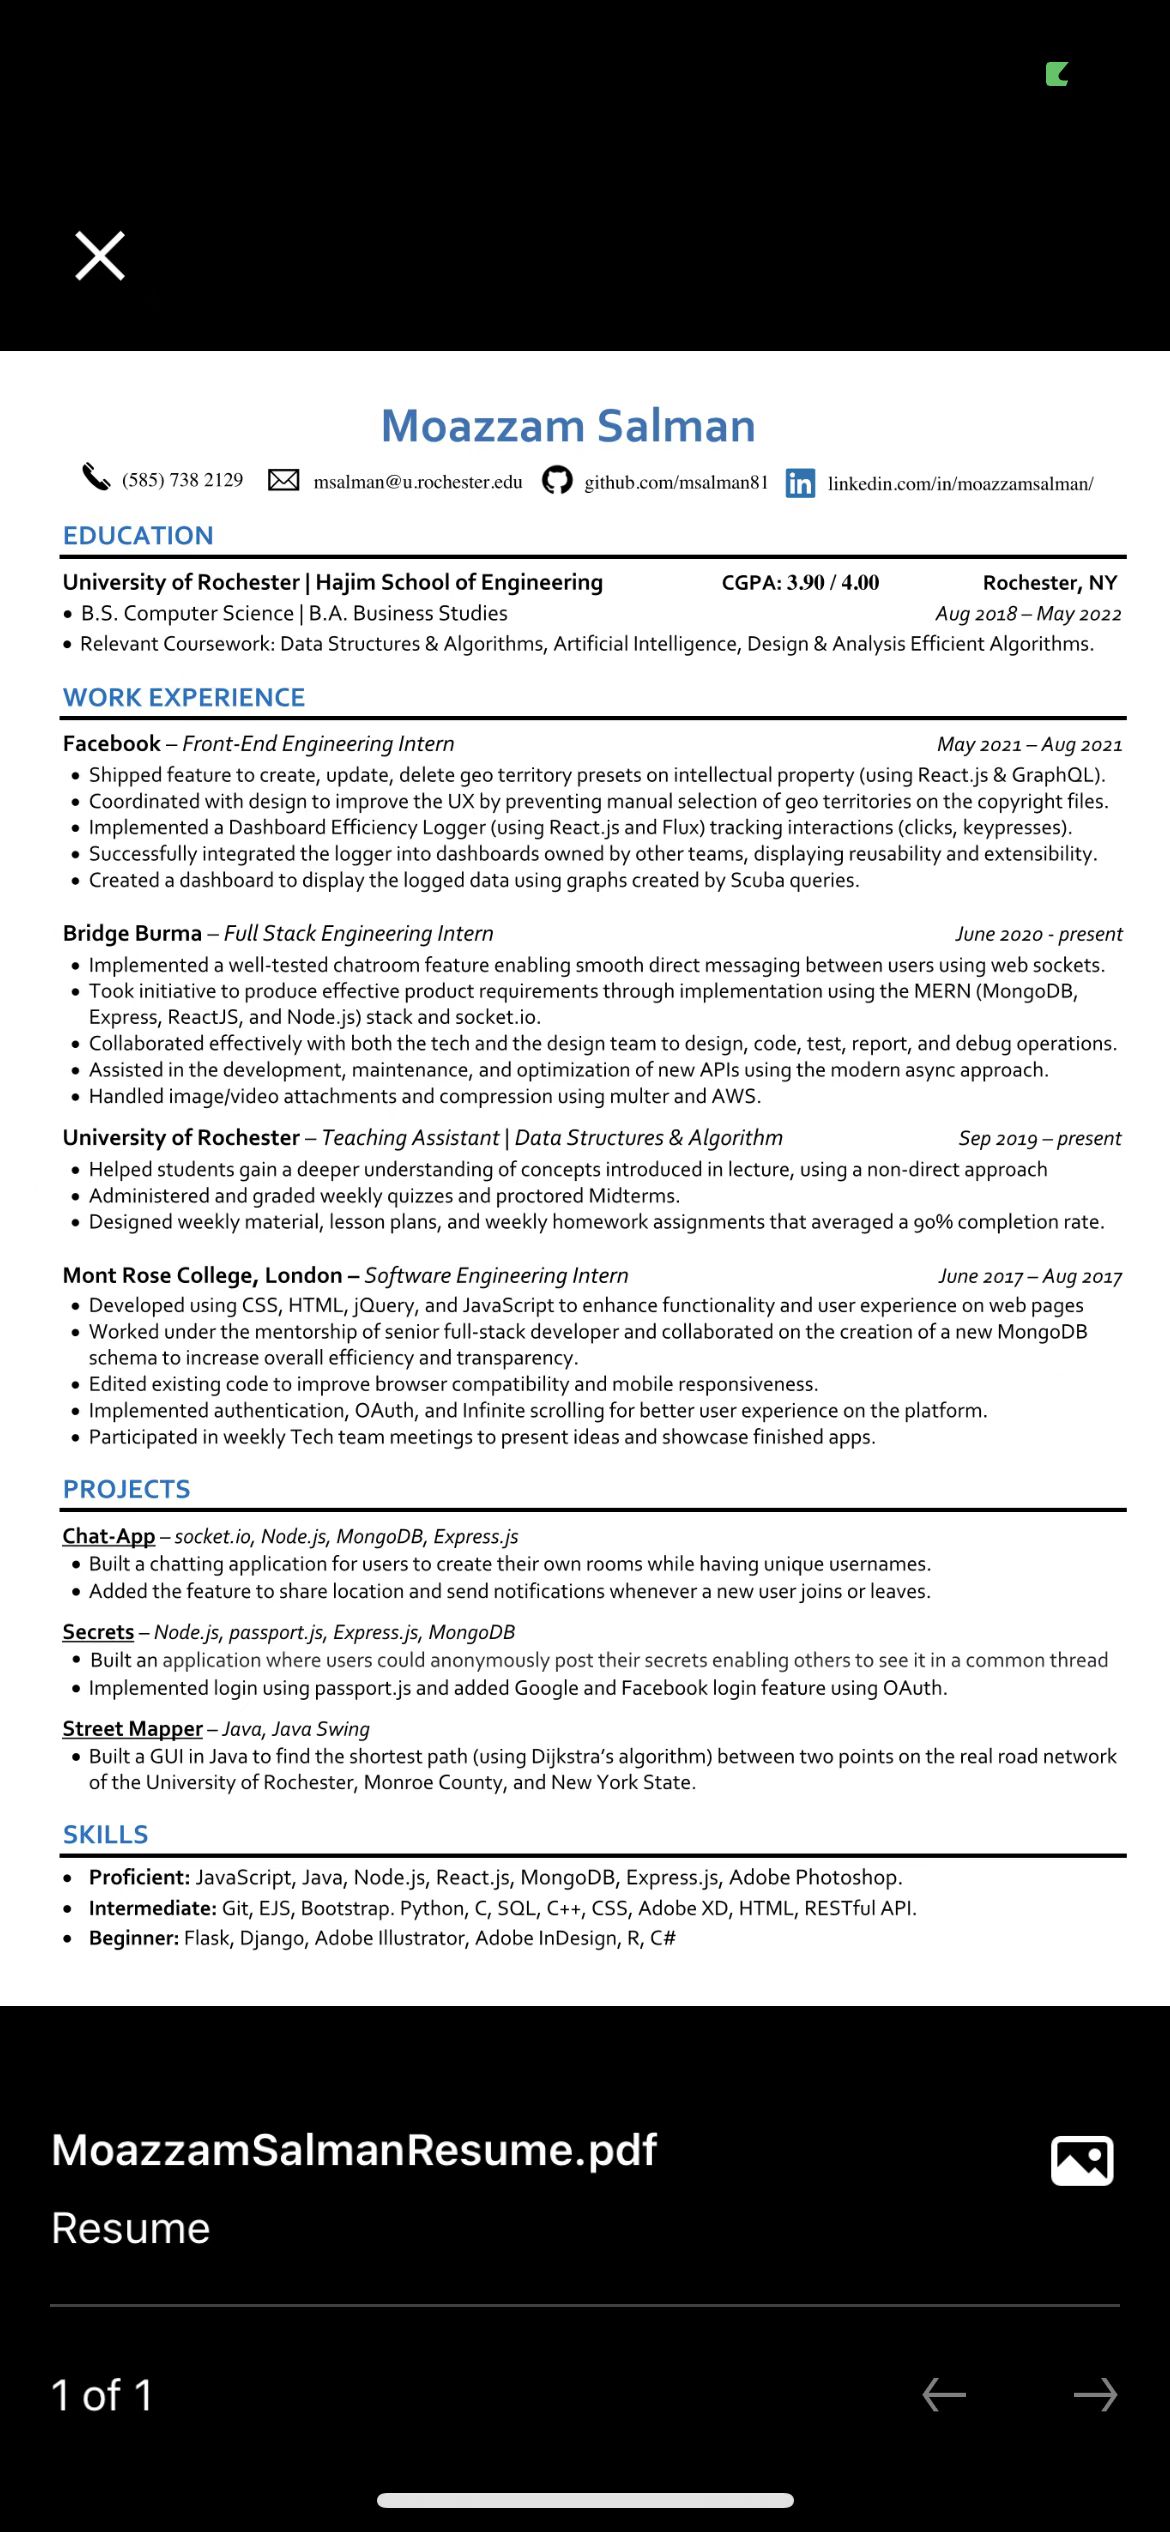 Moazzam Salman
(585) 738 2129 msalman@u.rochester.edu github.com/msalman81 linkedin.com/in/moazzamsalman/
EDUCATION
University of Rochester | Hajim School of Engineering CGPA: 3.90 / 4.00 Rochester, NY
• B.S. Computer Science | B.A. Business Studies Aug 2018 – May 2022
• Relevant Coursework: Data Structures & Algorithms, Artificial Intelligence, Design & Analysis Efficient Algorithms.
WORK EXPERIENCE
Facebook – Front-End Engineering Intern May 2021 – Aug 2021
• Shipped feature to create, update, delete geo territory presets on intellectual property (using React.js & GraphQL).
• Coordinated with design to improve the UX by preventing manual selection of geo territories on the copyright files.
• Implemented a Dashboard Efficiency Logger (using React.js and Flux) tracking interactions (clicks, keypresses).
• Successfully integrated the logger into dashboards owned by other teams, displaying reusability and extensibility.
• Created a dashboard to display the logged data using graphs created by Scuba queries.
Bridge Burma – Full Stack Engineering Intern June 2020 - present
• Implemented a well-tested chatroom feature enabling smooth direct messaging between users using web sockets.
• Took initiative to produce effective product requirements through implementation using the MERN (MongoDB,
Express, ReactJS, and Node.js) stack and socket.io.
• Collaborated effectively with both the tech and the design team to design, code, test, report, and debug operations.
• Assisted in the development, maintenance, and optimization of new APIs using the modern async approach.
• Handled image/video attachments and compression using multer and AWS.
University of Rochester – Teaching Assistant | Data Structures & Algorithm Sep 2019 – present
• Helped students gain a deeper understanding of concepts introduced in lecture, using a non-direct approach
• Administered and graded weekly quizzes and proctored Midterms.
• Designed weekly material, lesson plans, and weekly homework assignments that averaged a 90% completion rate.
Mont Rose College, London – Software Engineering Intern June 2017 – Aug 2017
• Developed using CSS, HTML, jQuery, and JavaScript to enhance functionality and user experience on web pages
• Worked under the mentorship of senior full-stack developer and collaborated on the creation of a new MongoDB
schema to increase overall efficiency and transparency.
• Edited existing code to improve browser compatibility and mobile responsiveness.
• Implemented authentication, OAuth, and Infinite scrolling for better user experience on the platform.
• Participated in weekly Tech team meetings to present ideas and showcase finished apps.
PROJECTS
Chat-App – socket.io, Node.js, MongoDB, Express.js
• Built a chatting application for users to create their own rooms while having unique usernames.
• Added the feature to share location and send notifications whenever a new user joins or leaves.
Secrets – Node.js, passport.js, Express.js, MongoDB
• Built an application where users could anonymously post their secrets enabling others to see it in a common thread
• Implemented login using passport.js and added Google and Facebook login feature using OAuth.
Street Mapper – Java, Java Swing
• Built a GUI in Java to find the shortest path (using Dijkstra's algorithm) between two points on the real road network
of the University of Rochester, Monroe County, and New York State.
SKILLS
• Proficient: JavaScript, Java, Node.js, React.js, MongoDB, Express.js, Adobe Photoshop.
• Intermediate: Git, EJS, Bootstrap. Python, C, SQL, C++, CSS, Adobe XD, HTML, RESTful API.
• Beginner: Flask, Django, Adobe Illustrator, Adobe InDesign, R, C#
MoazzamSalmanResume.pdf
Resume
1 of 1